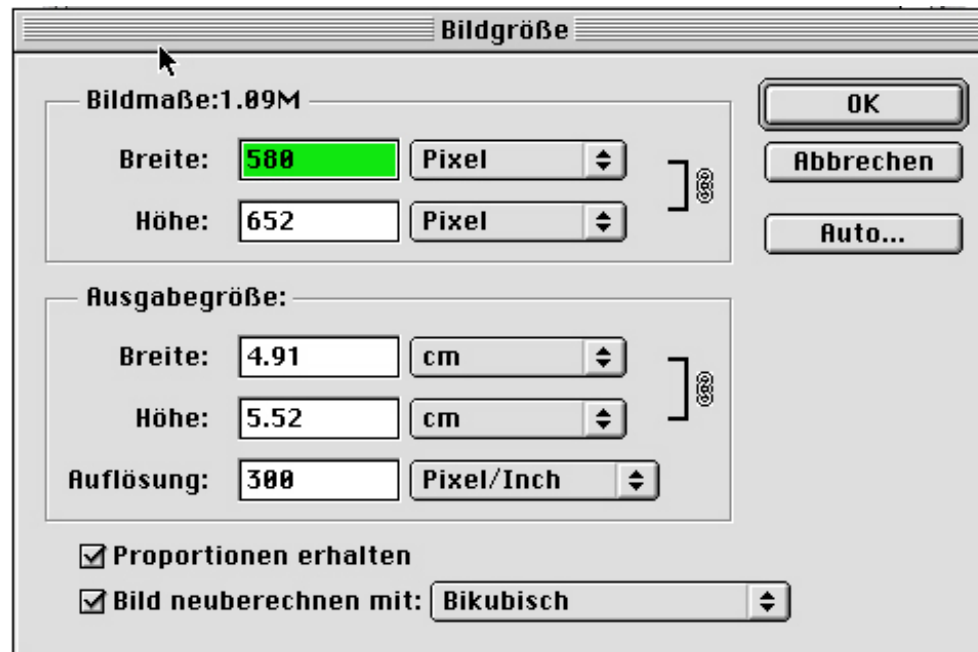 Bildgröße
Bildmaße:1.09M
OK
Breite: 580 Pixel
Abbrechen
Höhe: 652 Pixel
Auto...
Ausgabegröße:
Breite: 4.91 cm
Höhe: 5.52 cm
Auflösung: 300 Pixel/Inch
Proportionen erhalten
Bild neuberechnen mit: Bikubisch